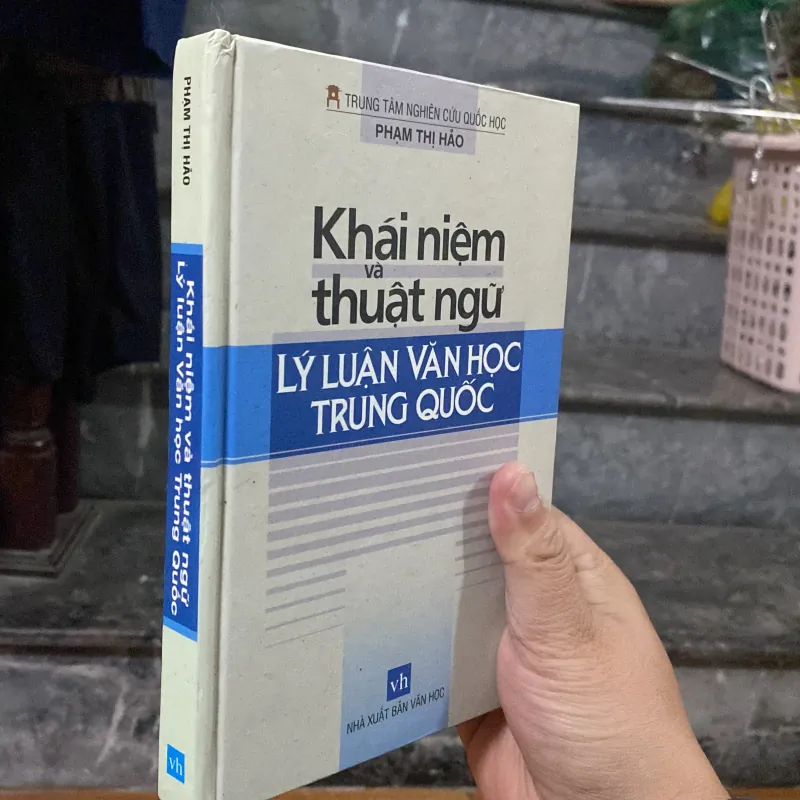 PHẠM THỊ HẢO
Khái niệm và thuật ngữ
Lý luận văn học Trung Quốc
vh
TRUNG TÂM NGHIÊN CỨU QUỐC HỌC
PHẠM THỊ HẢO
Khái niệm
và
thuật ngữ
LÝ LUẬN VĂN HỌC
TRUNG QUỐC
vh
NHÀ XUẤT BẢN VĂN HỌC